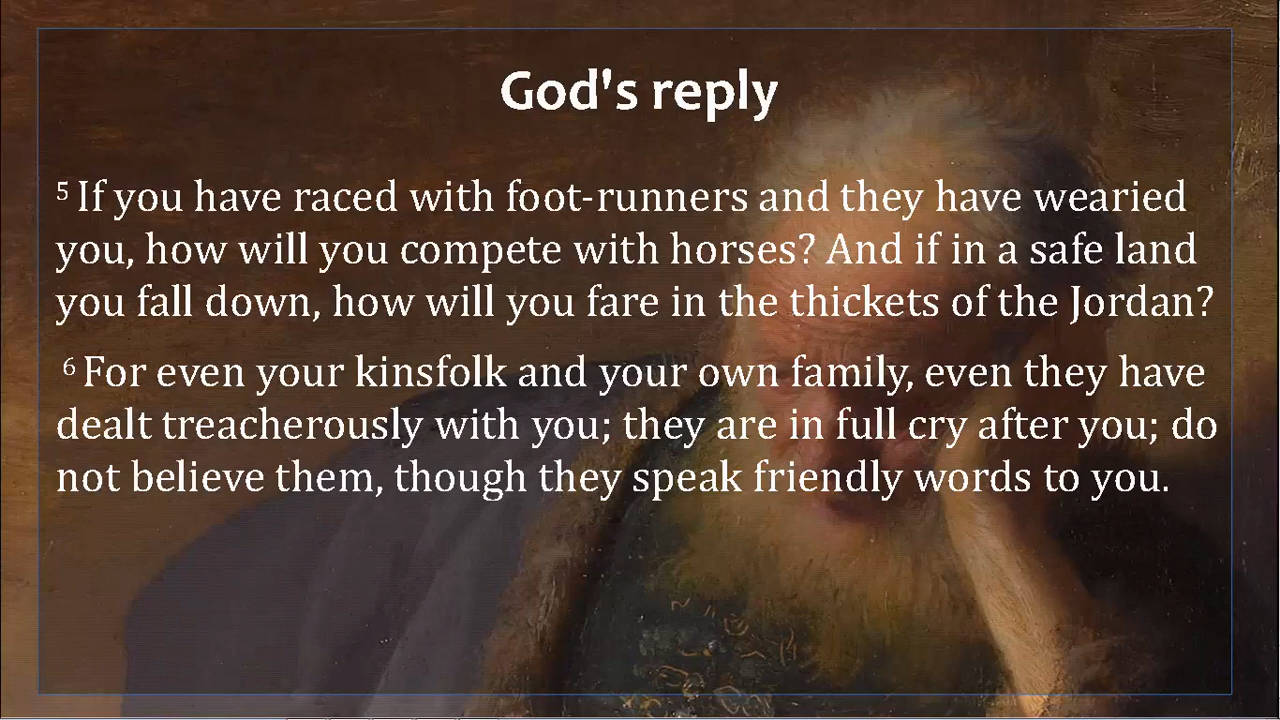 God's reply
5 If you have raced with foot-runners and they have wearied
you, how will you compete with horses? And if in a safe land
you fall down, how will you fare in the thickets of the Jordan?
6 For even your kinsfolk and your own family, even they have
dealt treacherously with you; they are in full cry after you; do
not believe them, though they speak friendly words to you.